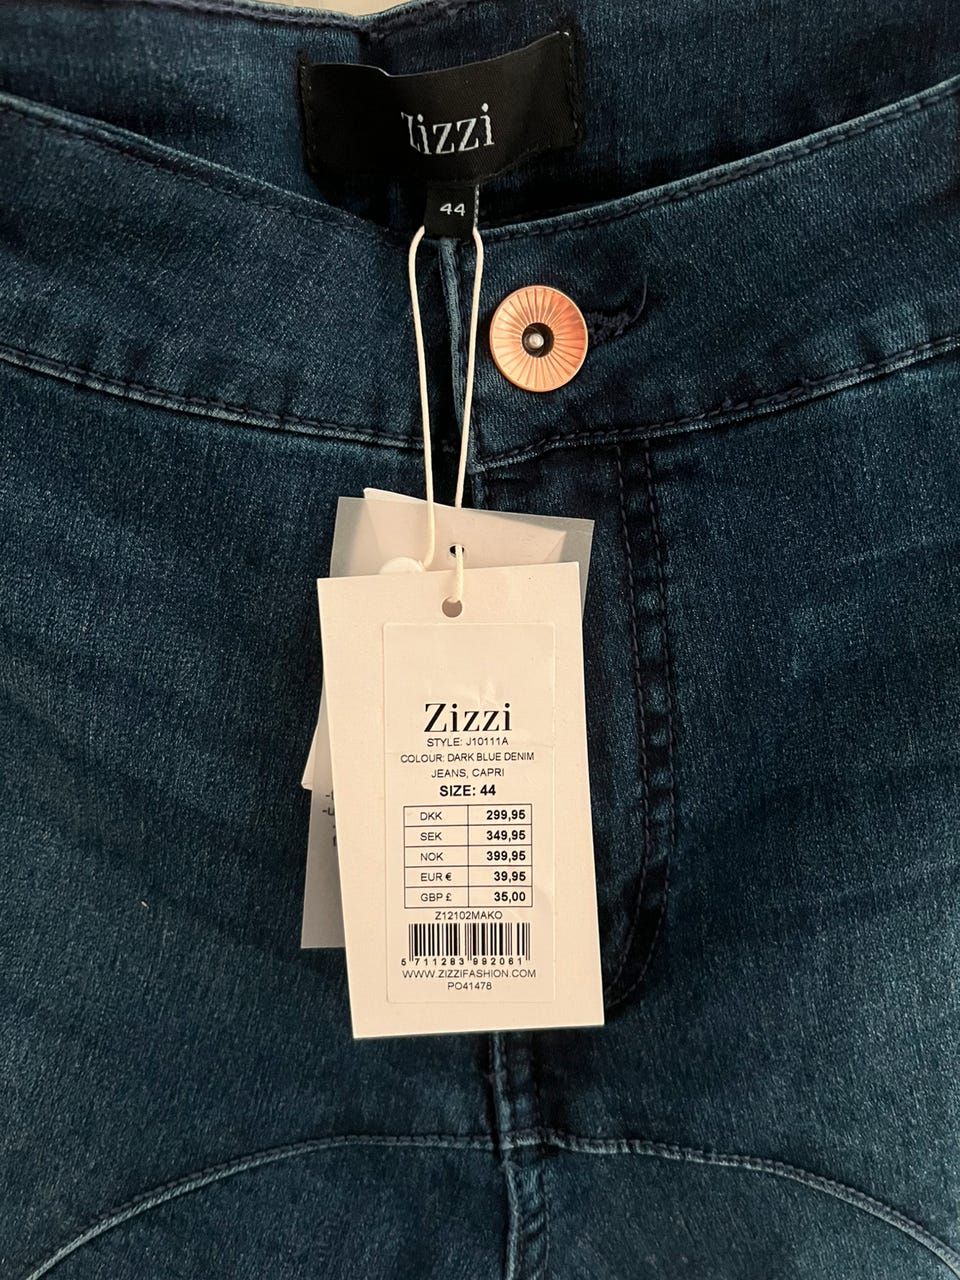 Zizzi
44
Zizzi
STYLE: J10111A
COLOUR: DARK BLUE DENIM
JEANS, CAPRI
SIZE: 44
DKK 299,95
SEK 349,95
NOK 399,95
EUR € 39,95
GBP £ 35,00
Z12102MAKO
5 711283 992061
WWW.ZIZZIFASHION.COM
PO41478